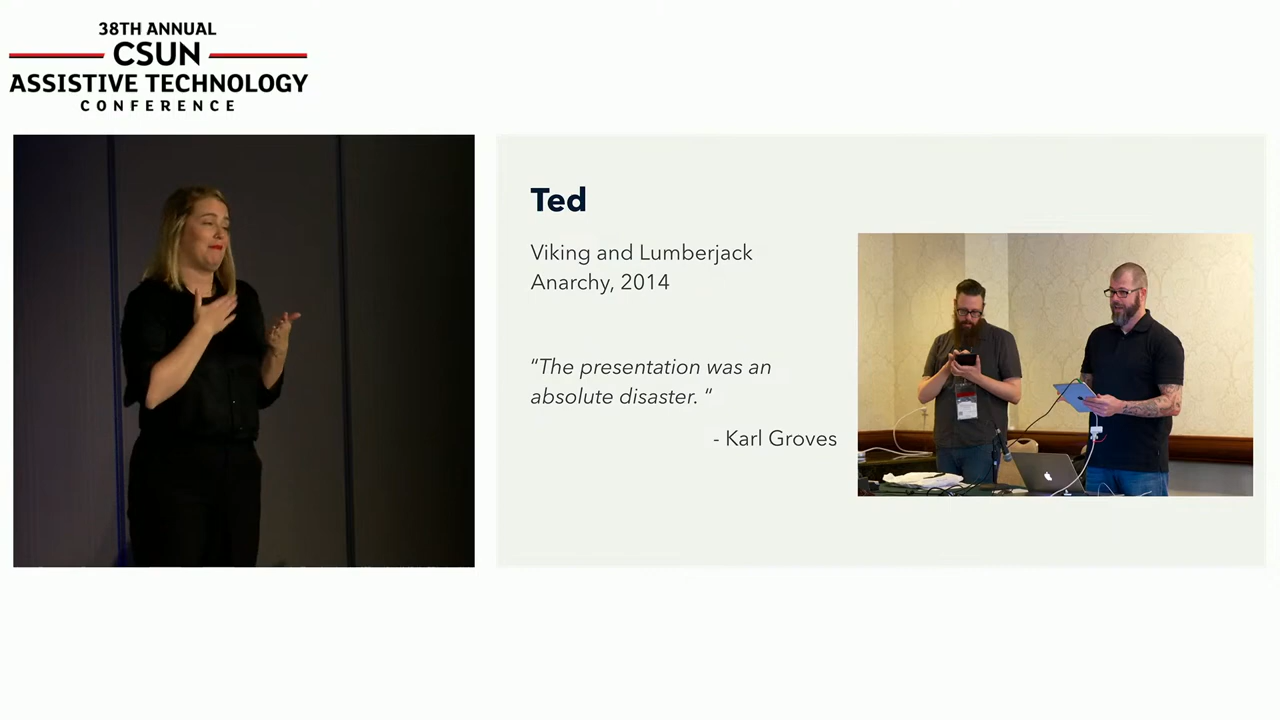 38TH ANNUAL
CSUN
ASSISTIVE TECHNOLOGY
CONFERENCE
Ted
Viking and Lumberjack
Anarchy, 2014
“The presentation was an
absolute disaster. “
- Karl Groves